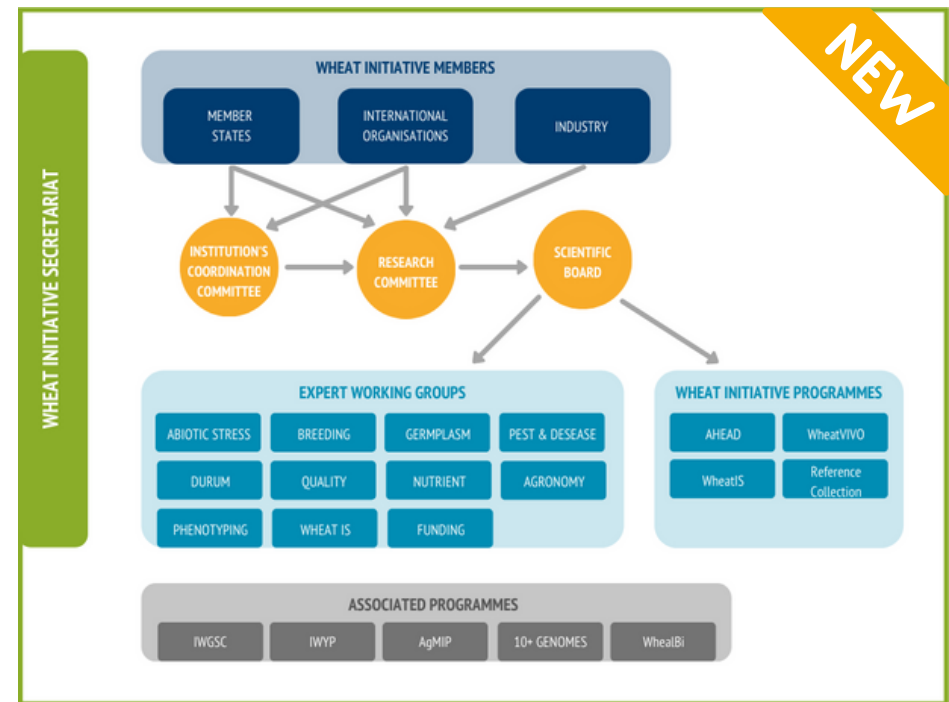 WHEAT INITIATIVE SECRETARIAT
NEW
WHEAT INITIATIVE MEMBERS
MEMBER
STATES
INTERNATIONAL
ORGANISATIONS
INDUSTRY
INSTITUTION'S
COORDINATION
COMMITTEE
RESEARCH
COMMITTEE
SCIENTIFIC
BOARD
EXPERT WORKING GROUPS
ABIOTIC STRESS
BREEDING
GERMPLASM
PEST & DESEASE
DURUM
QUALITY
NUTRIENT
AGRONOMY
PHENOTYPING
WHEAT IS
FUNDING
WHEAT INITIATIVE PROGRAMMES
AHEAD
WheatVIVO
WheatIS
Reference
Collection
ASSOCIATED PROGRAMMES
IWGSC
IWYP
AgMIP
10+ GENOMES
WhealBi